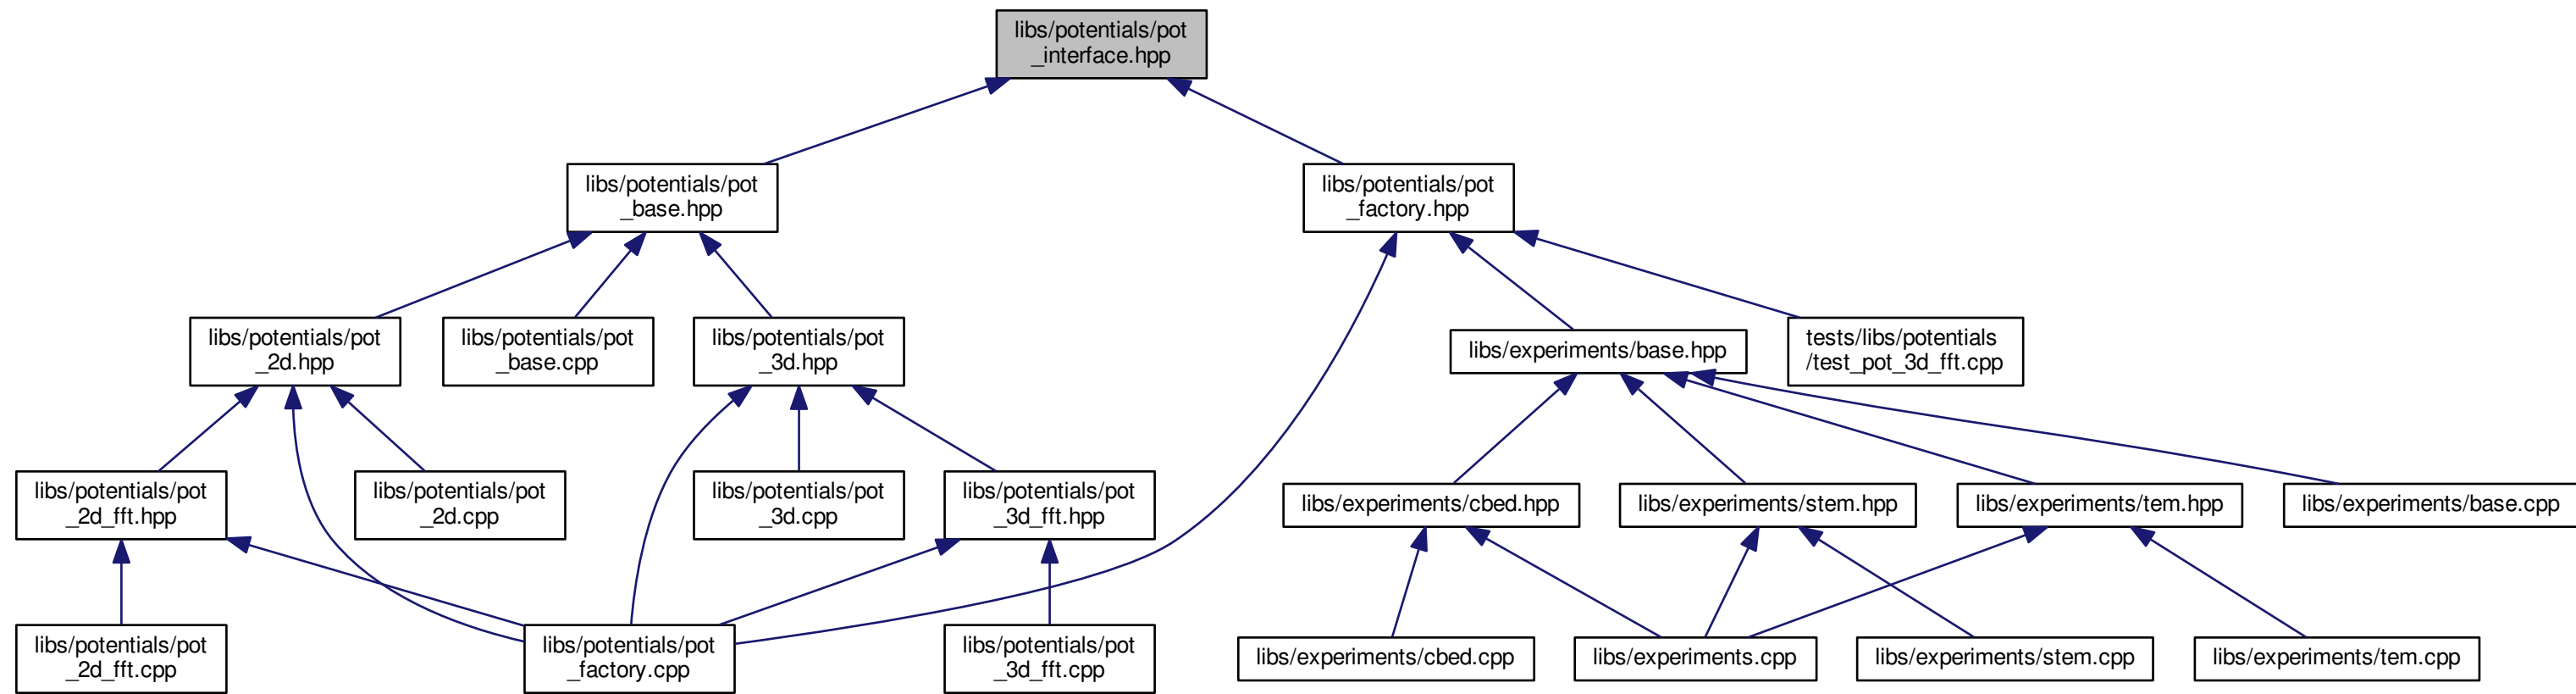 libs/potentials/pot
_interface.hpp
libs/potentials/pot
_base.hpp
libs/potentials/pot
_factory.hpp
libs/potentials/pot
_2d.hpp
libs/potentials/pot
_base.cpp
libs/potentials/pot
_3d.hpp
libs/experiments/base.hpp
tests/libs/potentials
/test_pot_3d_fft.cpp
libs/potentials/pot
_2d_fft.hpp
libs/potentials/pot
_2d.cpp
libs/potentials/pot
_3d.cpp
libs/potentials/pot
_3d_fft.hpp
libs/experiments/cbed.hpp
libs/experiments/stem.hpp
libs/experiments/tem.hpp
libs/experiments/base.cpp
libs/potentials/pot
_2d_fft.cpp
libs/potentials/pot
_factory.cpp
libs/potentials/pot
_3d_fft.cpp
libs/experiments/cbed.cpp
libs/experiments.cpp
libs/experiments/stem.cpp
libs/experiments/tem.cpp